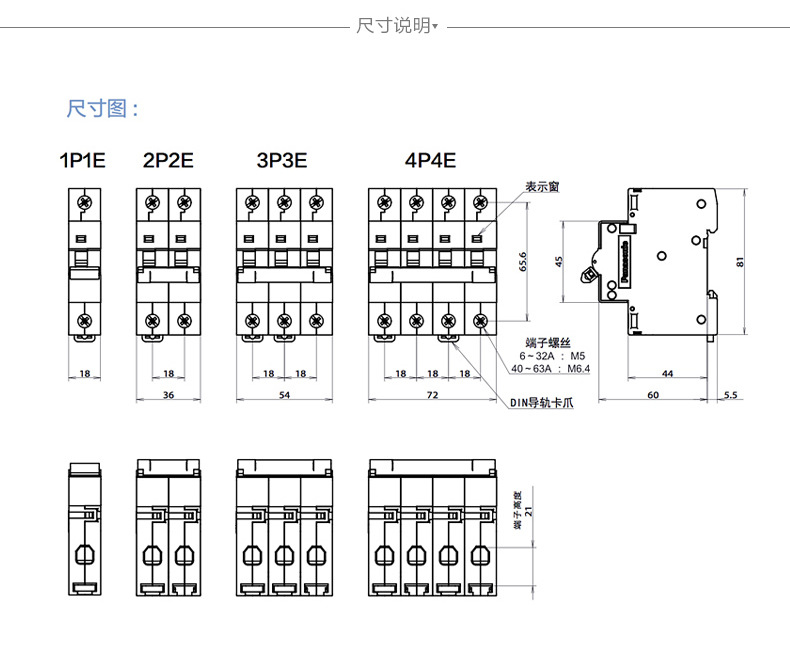 尺寸说明
尺寸图：
1P1E 2P2E 3P3E 4P4E
表示窗
65.6
45
Panasonic
81
端子螺丝
6~32A : M5
40~63A : M6.4
18 18 18 18 18 18 18 44
36 54 72 60 5.5
DIN导轨卡爪
端子高度
21